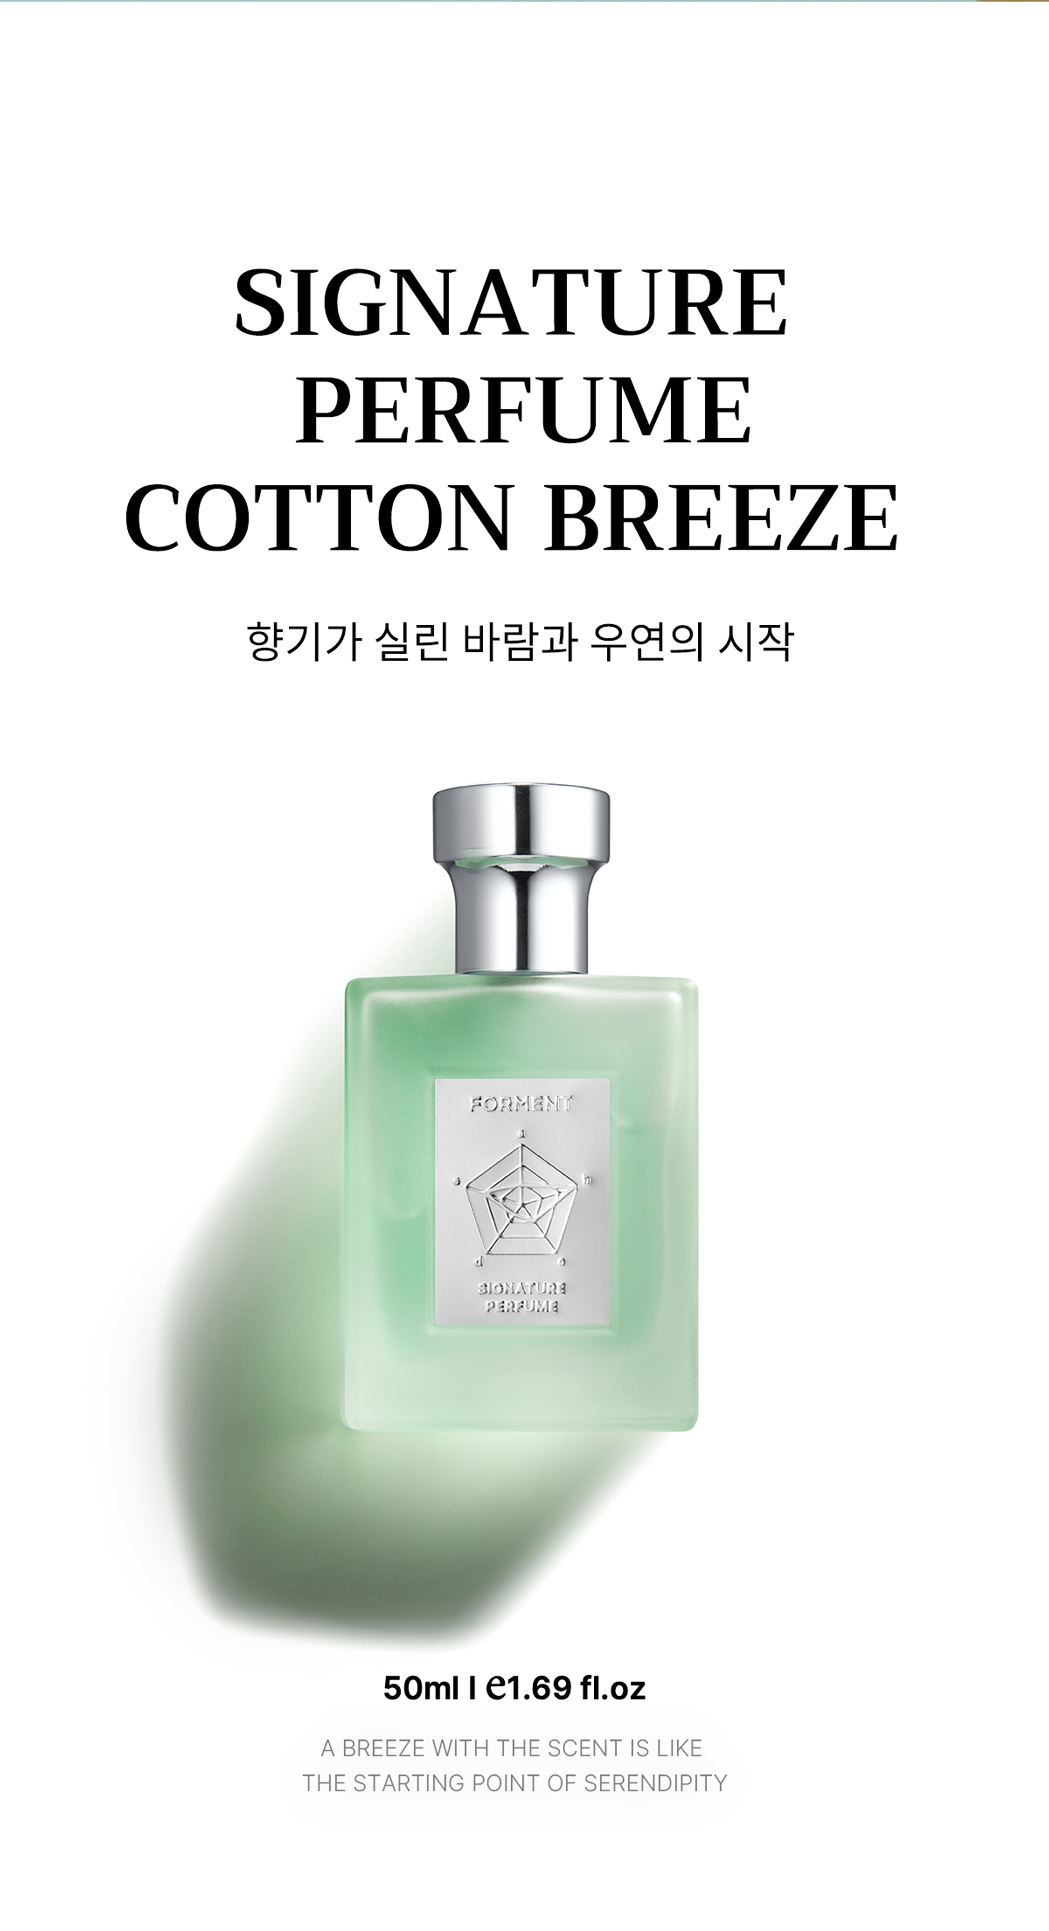 SIGNATURE
PERFUME
COTTON BREEZE
향기가 실린 바람과 우연의 시작
FORMENT
SIGNATURE
PERFUME
50ml I e1.69 fl.oz
A BREEZE WITH THE SCENT IS LIKE
THE STARTING POINT OF SERENDIPITY